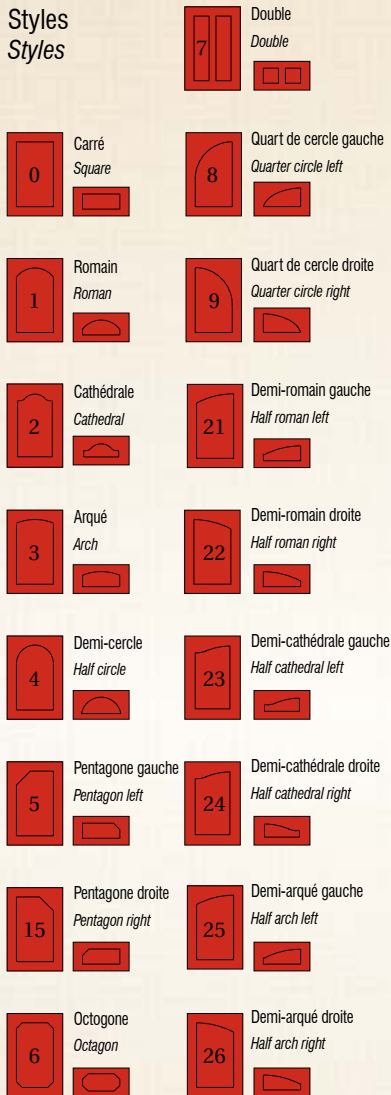 Styles
Styles
0
Carré
Square
1
Romain
Roman
2
Cathédrale
Cathedral
3
Arqué
Arch
4
Demi-cercle
Half circle
5
Pentagone gauche
Pentagon left
15
Pentagone droite
Pentagon right
6
Octogone
Octagon
7
Double
Double
8
Quart de cercle gauche
Quarter circle left
9
Quart de cercle droite
Quarter circle right
21
Demi-romain gauche
Half roman left
22
Demi-romain droite
Half roman right
23
Demi-cathédrale gauche
Half cathedral left
24
Demi-cathédrale droite
Half cathedral right
25
Demi-arqué gauche
Half arch left
26
Demi-arqué droite
Half arch right